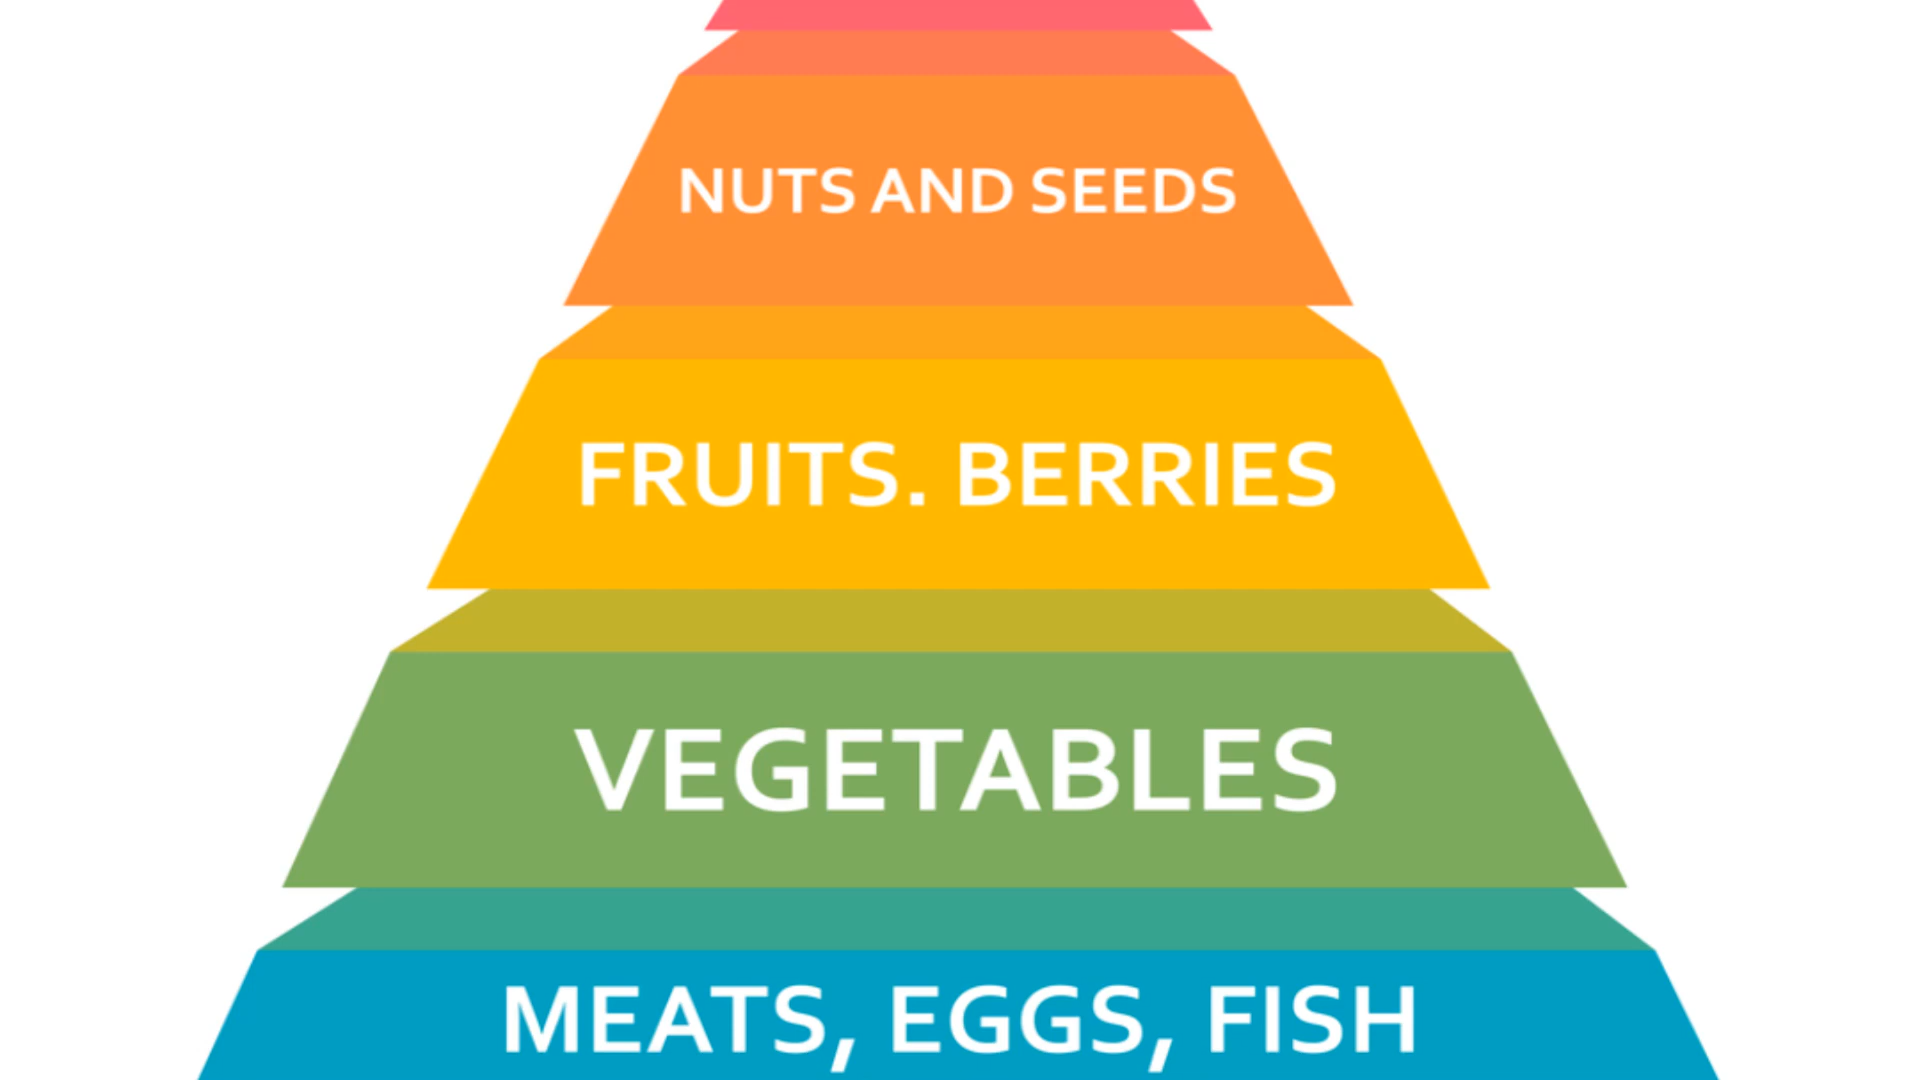 NUTS AND SEEDS
FRUITS. BERRIES
VEGETABLES
MEATS, EGGS, FISH